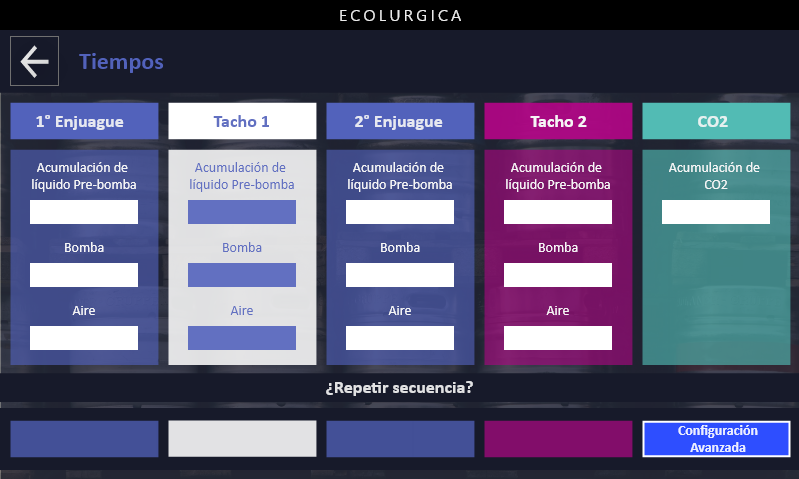 ECOLURGICA
Tiempos
1° Enjuague
Tacho 1
2° Enjuague
Tacho 2
CO2
Acumulación de
líquido Pre-bomba
Bomba
Aire
Acumulación de
líquido Pre-bomba
Bomba
Aire
Acumulación de
líquido Pre-bomba
Bomba
Aire
Acumulación de
líquido Pre-bomba
Bomba
Aire
Acumulación de
CO2
¿Repetir secuencia?
Configuración
Avanzada